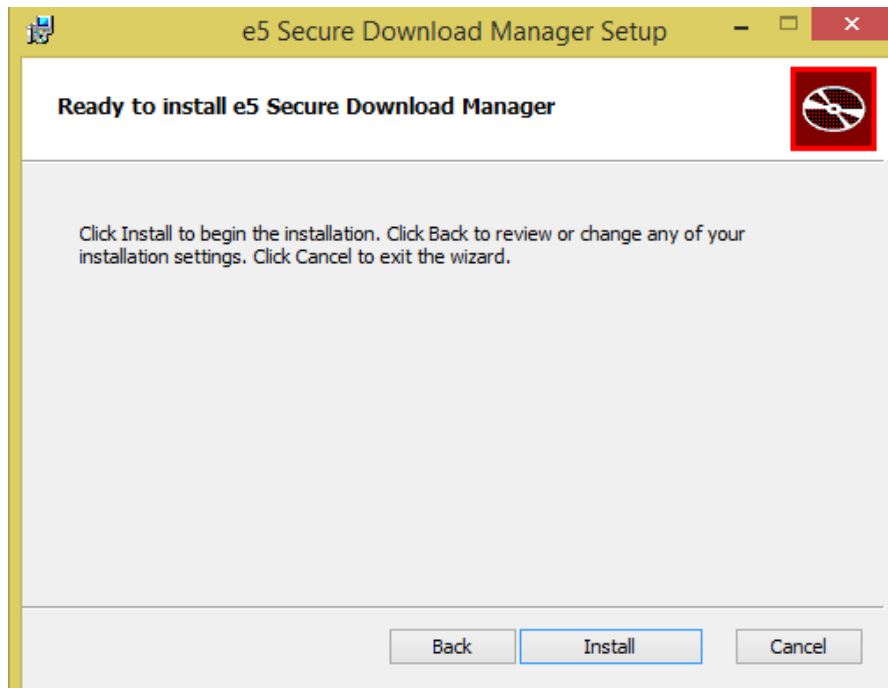 e5 Secure Download Manager Setup
Ready to install e5 Secure Download Manager
Click Install to begin the installation. Click Back to review or change any of your
installation settings. Click Cancel to exit the wizard.
Back Install Cancel